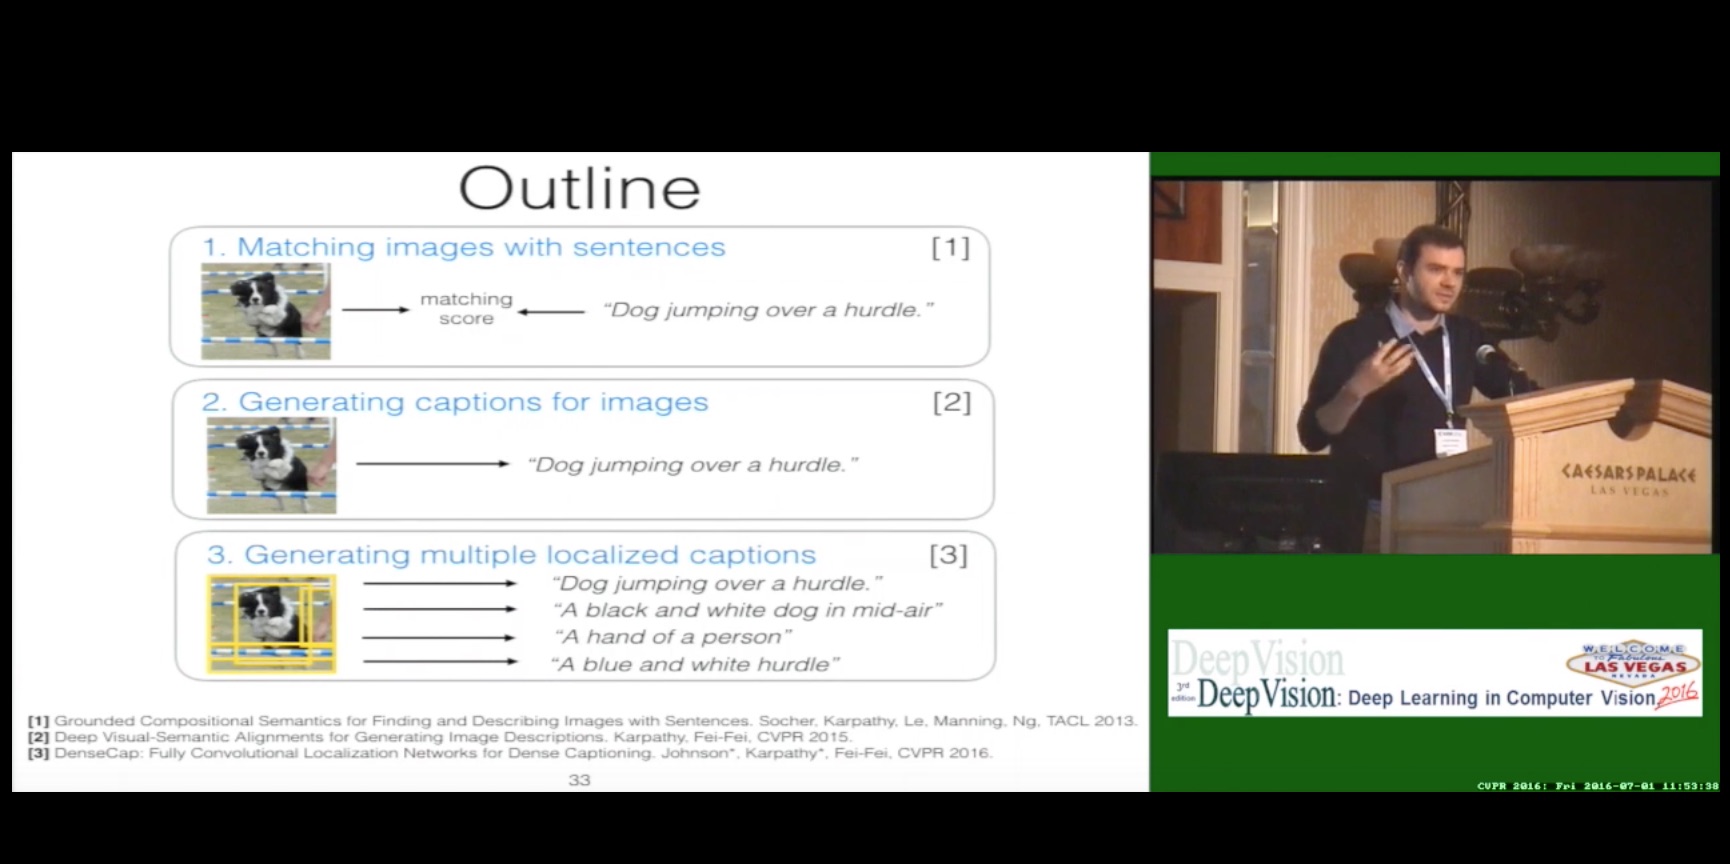 Outline
1. Matching images with sentences [1]
matching
score
“Dog jumping over a hurdle.”
2. Generating captions for images [2]
“Dog jumping over a hurdle.”
3. Generating multiple localized captions [3]
“Dog jumping over a hurdle.”
“A black and white dog in mid-air”
“A hand of a person”
“A blue and white hurdle”
[1] Grounded Compositional Semantics for Finding and Describing Images with Sentences. Socher, Karpathy, Le, Manning, Ng, TACL 2013.
[2] Deep Visual-Semantic Alignments for Generating Image Descriptions. Karpathy, Fei-Fei, CVPR 2015.
[3] DenseCap: Fully Convolutional Localization Networks for Dense Captioning. Johnson*, Karpathy*, Fei-Fei, CVPR 2016.
33
CAESARS PALACE
LAS VEGAS
DeepVision
3rd edition DeepVision: Deep Learning in Computer Vision 2016
WELCOME
TO Fabulous
LAS VEGAS
NEVADA
CVPR 2016: Fri 2016-07-01 11:53:38